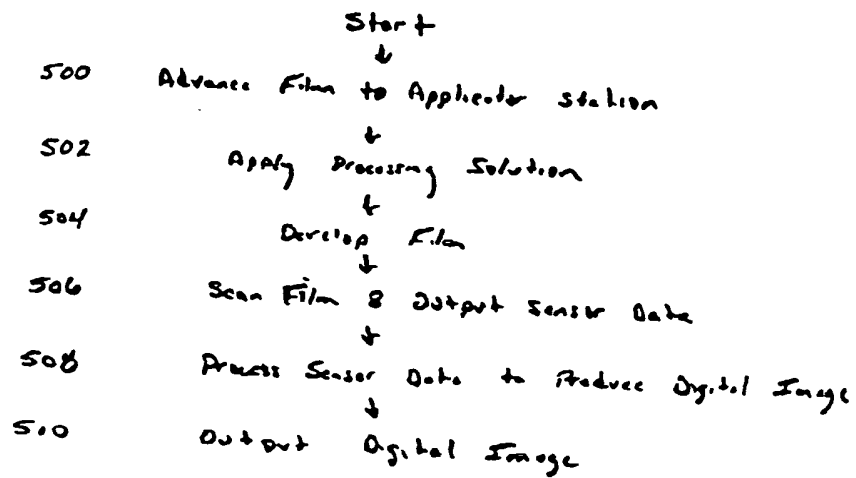 Start
500 Advance Film to Applicator Station
502 Apply Processing Solution
504 Develop Film
506 Scan Film & Output Sensor Data
508 Process Sensor Data to Produce Digital Image
510 Output Digital Image